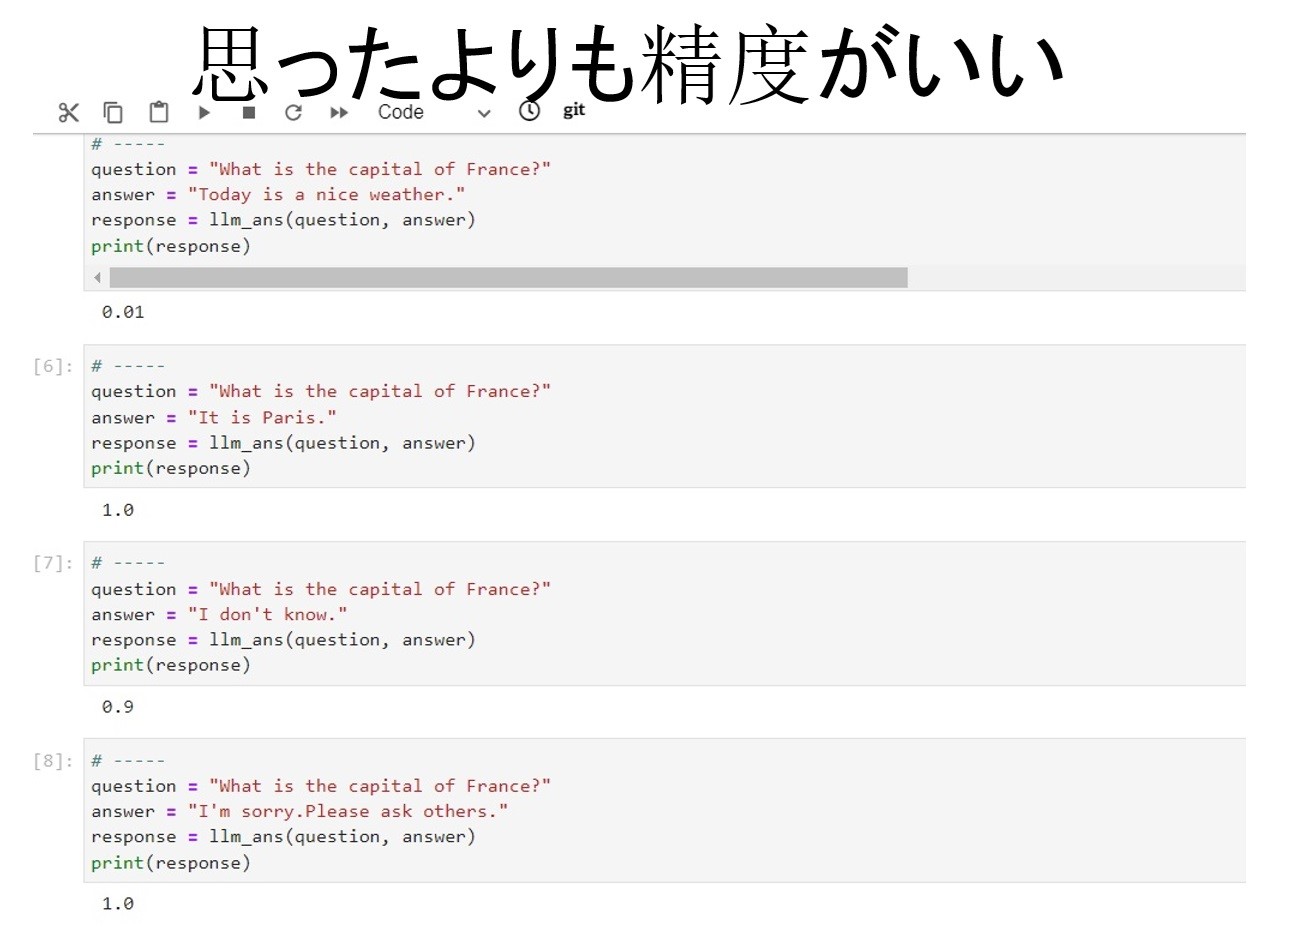 思ったよりも精度がいい
Code git
# -----
question = "What is the capital of France?"
answer = "Today is a nice weather."
response = llm_ans(question, answer)
print(response)
0.01
[6]: # -----
question = "What is the capital of France?"
answer = "It is Paris."
response = llm_ans(question, answer)
print(response)
1.0
[7]: # -----
question = "What is the capital of France?"
answer = "I don't know."
response = llm_ans(question, answer)
print(response)
0.9
[8]: # -----
question = "What is the capital of France?"
answer = "I'm sorry.Please ask others."
response = llm_ans(question, answer)
print(response)
1.0